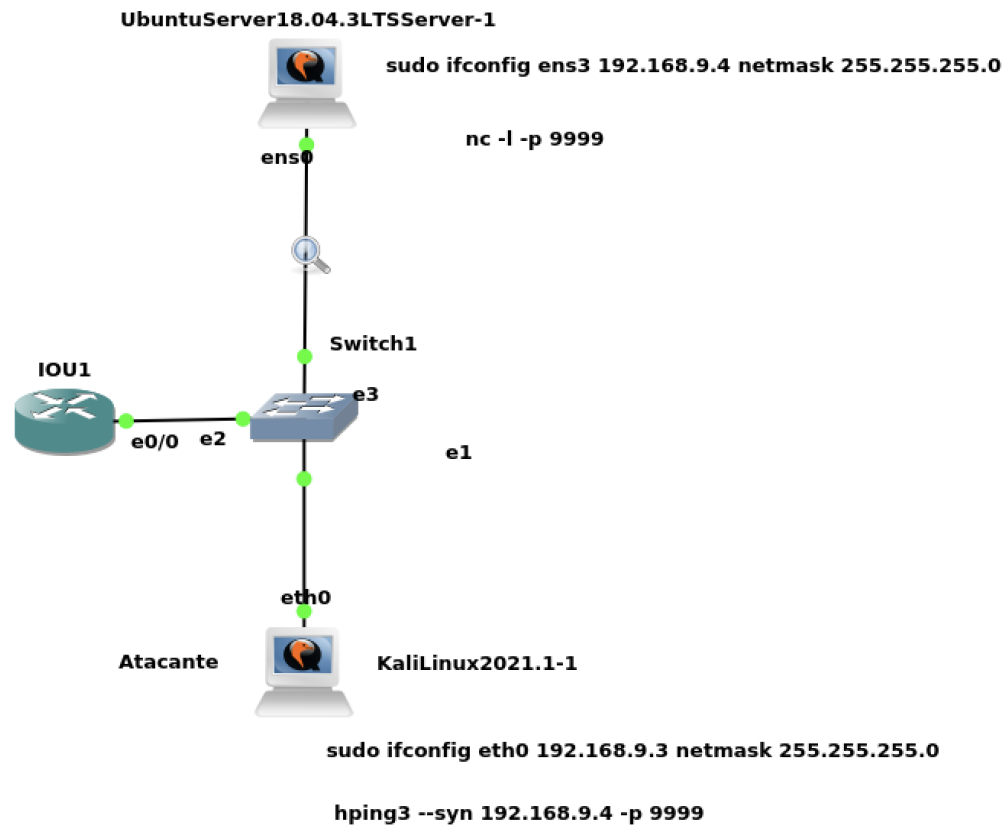 UbuntuServer18.04.3LTSServer-1
sudo ifconfig ens3 192.168.9.4 netmask 255.255.255.0
nc -l -p 9999
ens0
Switch1
IOU1
e3
e0/0
e2
e1
eth0
Atacante
KaliLinux2021.1-1
sudo ifconfig eth0 192.168.9.3 netmask 255.255.255.0
hping3 --syn 192.168.9.4 -p 9999